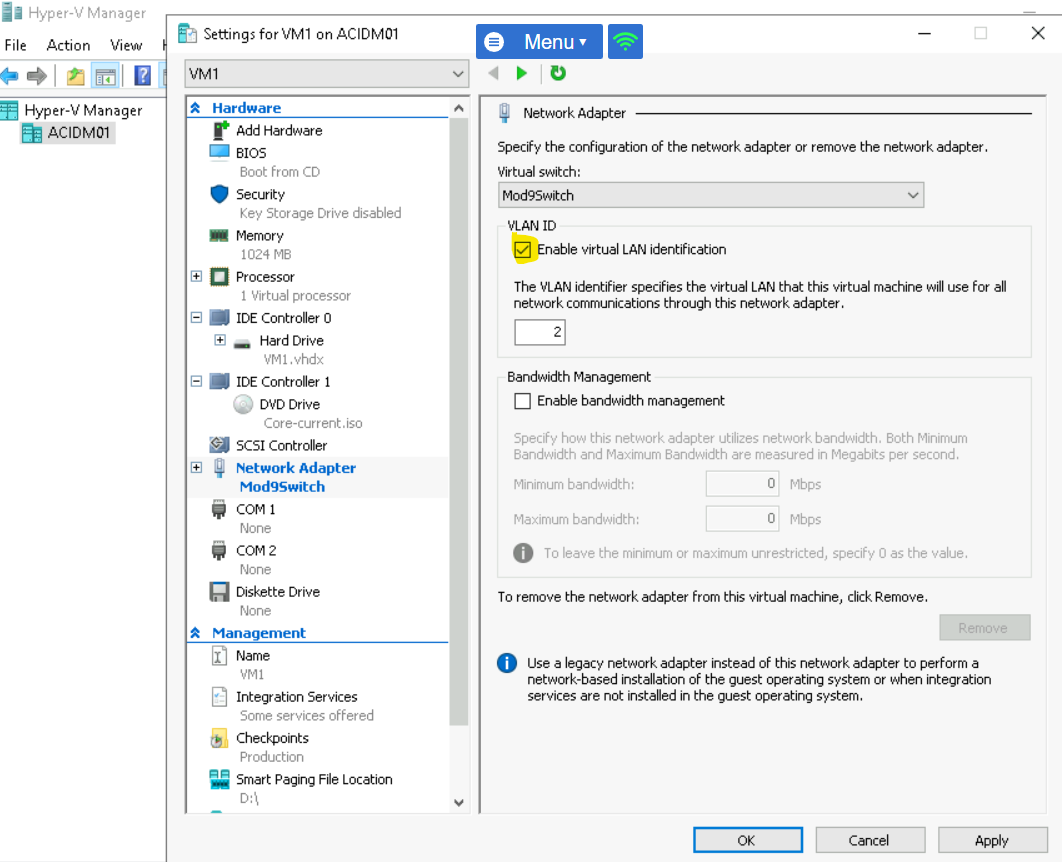 Hyper-V Manager
File Action View
Hyper-V Manager
ACIDM01
Settings for VM1 on ACIDM01
Menu
VM1
Hardware
Add Hardware
BIOS
Boot from CD
Security
Key Storage Drive disabled
Memory
1024 MB
Processor
1 Virtual processor
IDE Controller 0
Hard Drive
VM1.vhdx
IDE Controller 1
DVD Drive
Core-current.iso
SCSI Controller
Network Adapter
Mod9Switch
COM 1
None
COM 2
None
Diskette Drive
None
Management
Name
VM1
Integration Services
Some services offered
Checkpoints
Production
Smart Paging File Location
D:\
Network Adapter
Specify the configuration of the network adapter or remove the network adapter.
Virtual switch:
Mod9Switch
VLAN ID
Enable virtual LAN identification
The VLAN identifier specifies the virtual LAN that this virtual machine will use for all
network communications through this network adapter.
2
Bandwidth Management
Enable bandwidth management
Specify how this network adapter utilizes network bandwidth. Both Minimum
Bandwidth and Maximum Bandwidth are measured in Megabits per second.
Minimum bandwidth: 0 Mbps
Maximum bandwidth: 0 Mbps
To leave the minimum or maximum unrestricted, specify 0 as the value.
To remove the network adapter from this virtual machine, click Remove.
Remove
Use a legacy network adapter instead of this network adapter to perform a
network-based installation of the guest operating system or when integration
services are not installed in the guest operating system.
OK Cancel Apply